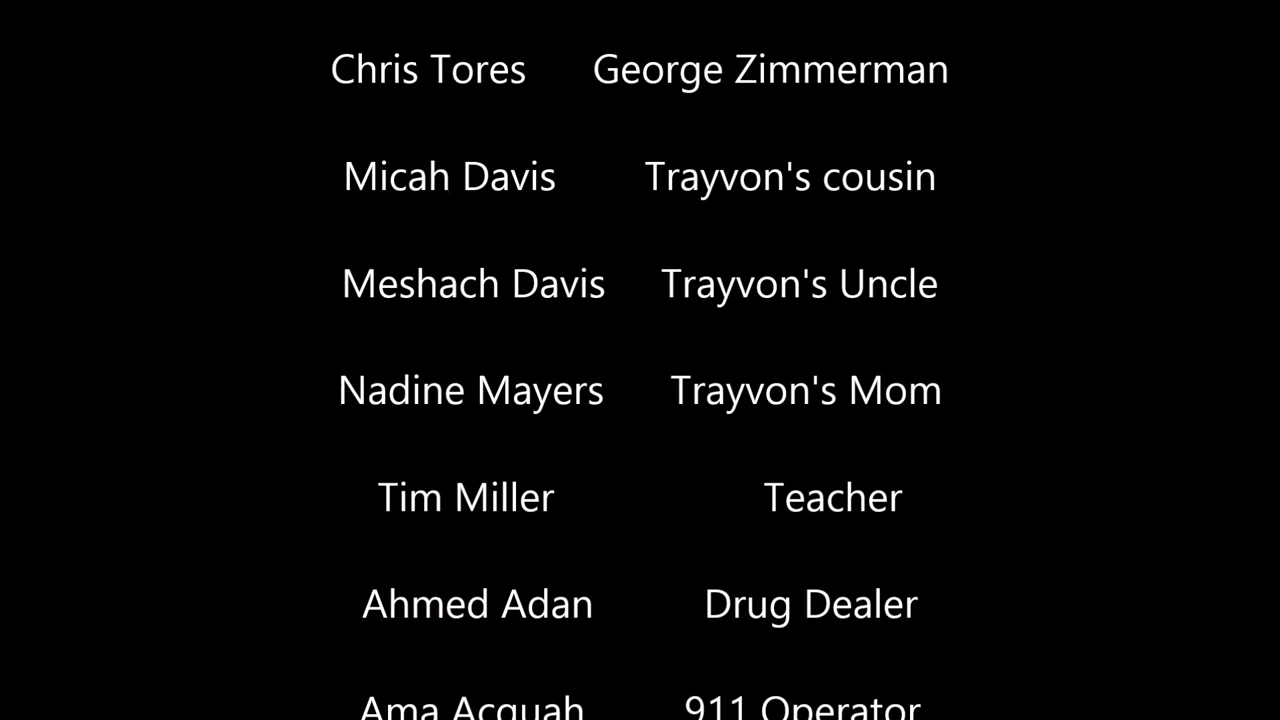 Chris Tores George Zimmerman
Micah Davis Trayvon's cousin
Meshach Davis Trayvon's Uncle
Nadine Mayers Trayvon's Mom
Tim Miller Teacher
Ahmed Adan Drug Dealer
Ama Acquah 911 Operator